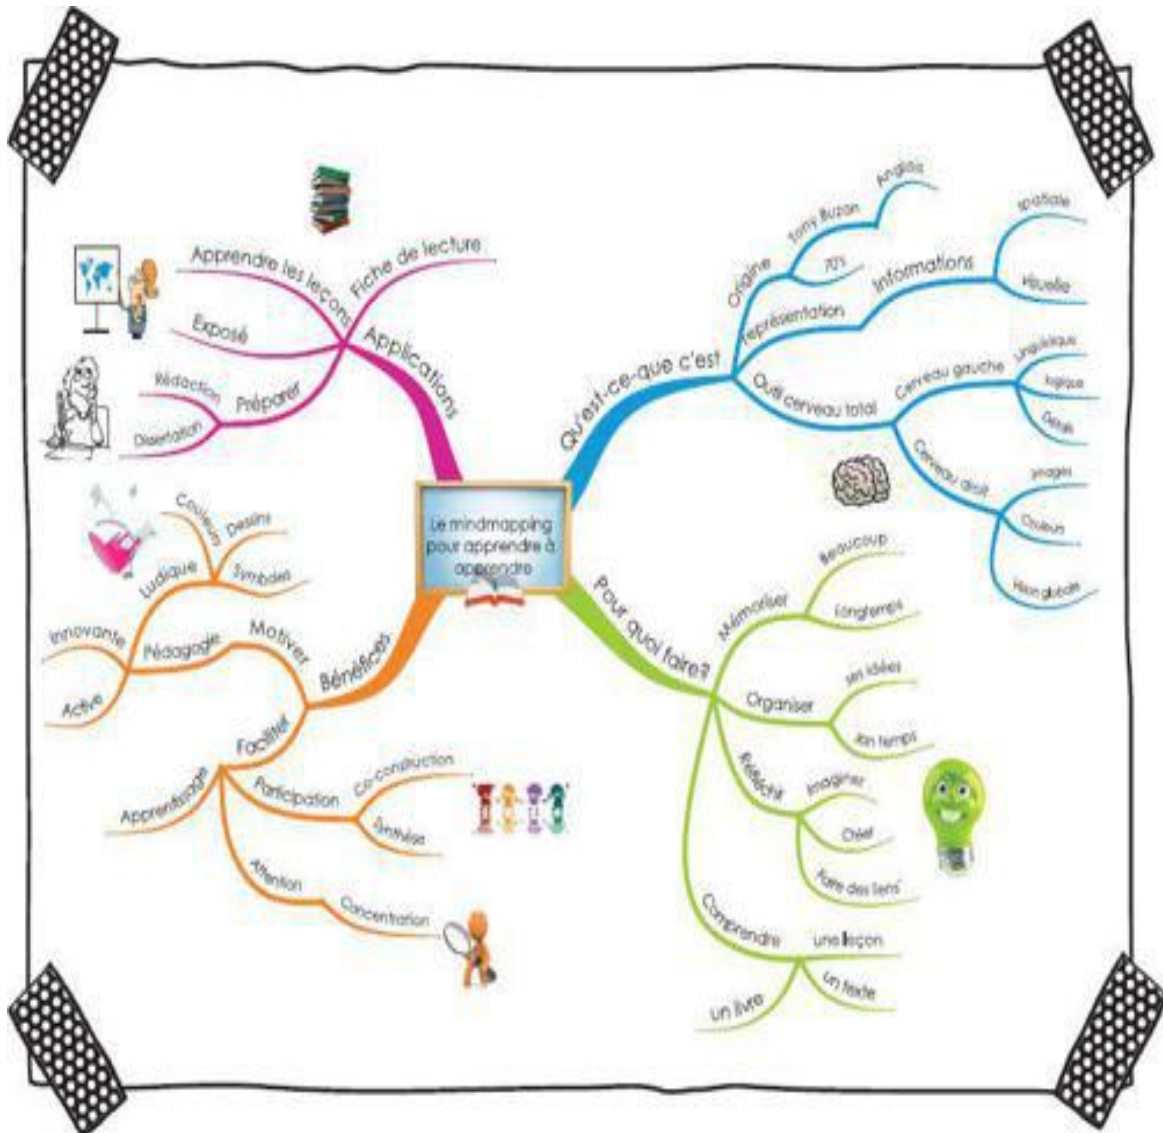 Le mindmapping
pour apprendre à
apprendre
Qu'est-ce-que c'est
Origine
Tony Buzan
Anglais
70's
représentation
Informations
spatiale
visuelle
Outil cerveau total
Cerveau gauche
Linguistique
logique
Détails
Cerveau droit
Images
Couleurs
Vision globale
Pour quoi faire?
Mémoriser
Beaucoup
Longtemps
Organiser
ses idées
son temps
Réfléchir
Imaginer
Créer
Faire des liens
Comprendre
une leçon
un texte
un livre
Bénéfices
Motiver
Pédagogie
Ludique
Couleurs
Dessins
Symboles
Innovante
Active
Faciliter
Participation
Co-construction
Synthèse
Attention
Concentration
Apprentissage
Applications
Fiche de lecture
Apprendre les leçons
Exposé
Préparer
Rédaction
Dissertation